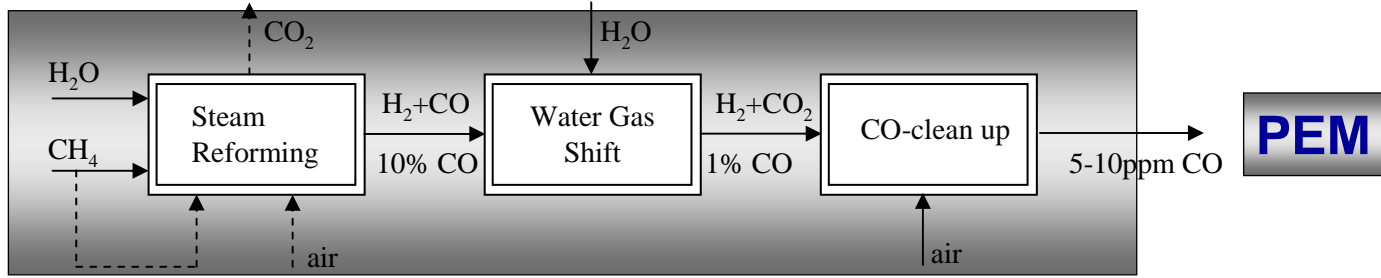 CO₂
H₂O
H₂O
CH₄
Steam
Reforming
H₂+CO
10% CO
Water Gas
Shift
H₂+CO₂
1% CO
CO-clean up
5-10ppm CO
PEM
air
air